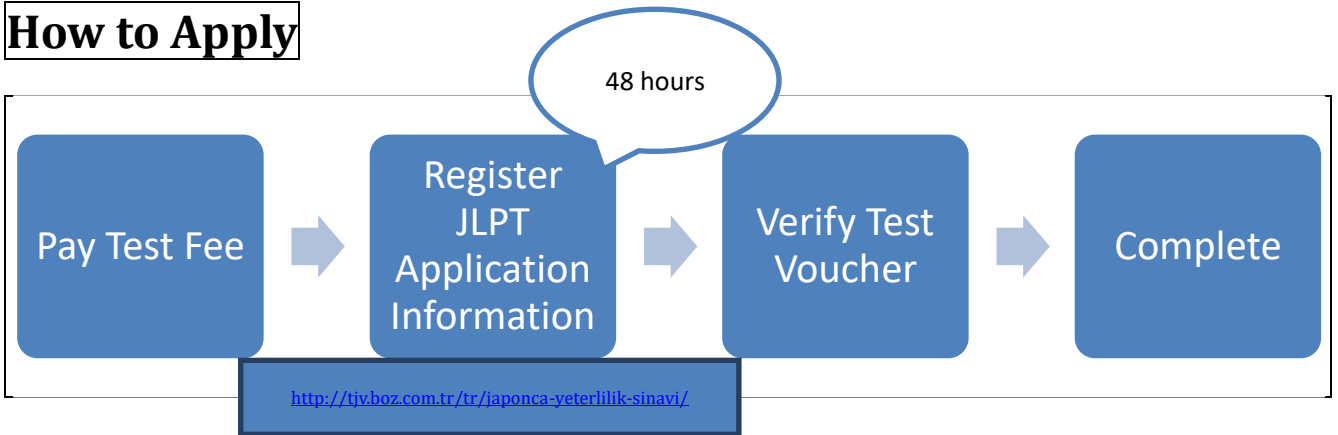 How to Apply
48 hours
Pay Test Fee
Register
JLPT
Application
Information
Verify Test
Voucher
Complete
http://tjv.boz.com.tr/tr/japonca-yeterlilik-sinavi/